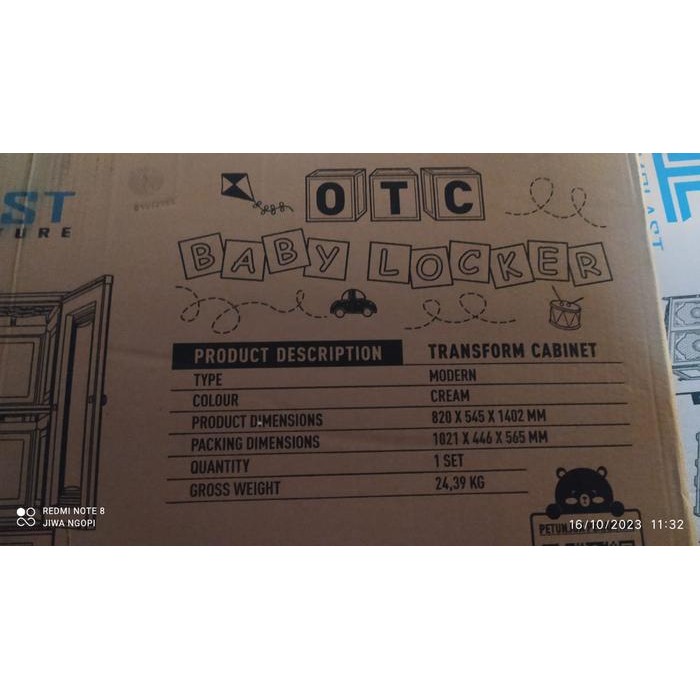 OTC
BABY LOCKER
ST
TURE
PRODUCT DESCRIPTION TRANSFORM CABINET
TYPE MODERN
COLOUR CREAM
PRODUCT DIMENSIONS 820 X 545 X 1402 MM
PACKING DIMENSIONS 1021 X 446 X 565 MM
QUANTITY 1 SET
GROSS WEIGHT 24,39 KG
REDMI NOTE 8
JIWA NGOPI
16/10/2023 11:32